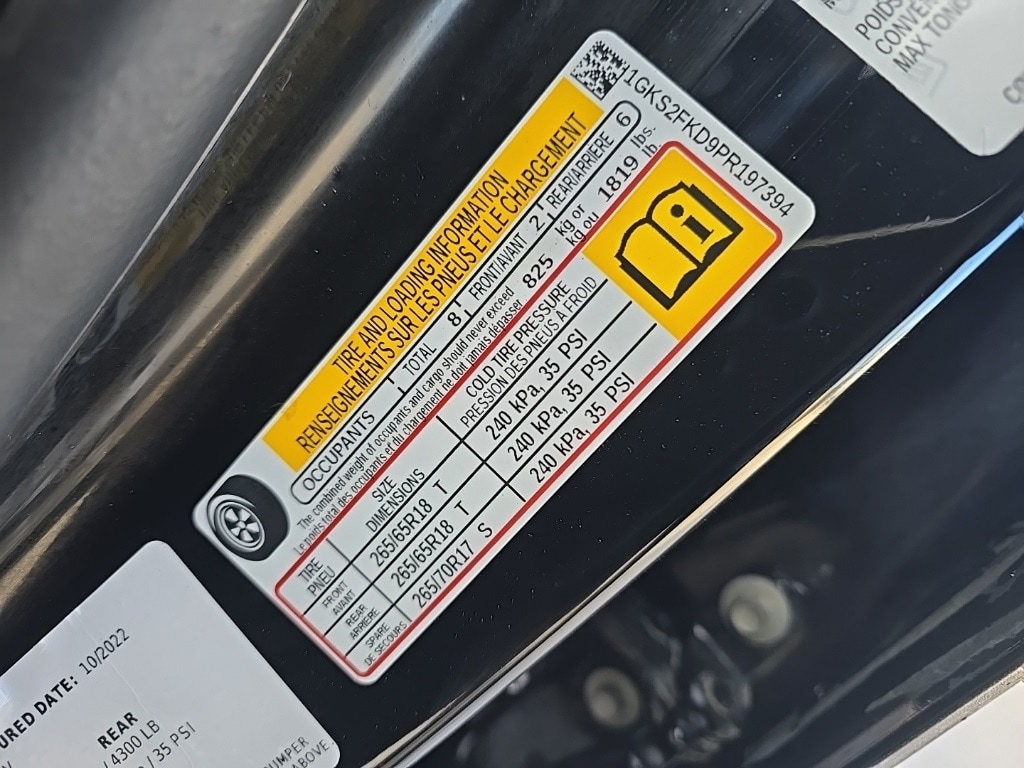 1GKS2FKD9PR197394
TIRE AND LOADING INFORMATION
RENSEIGNEMENTS SUR LES PNEUS ET LE CHARGEMENT
OCCUPANTS TOTAL 8 FRONT/AVANT 2 REAR/ARRIERE 6
The combined weight of occupants and cargo should never exceed 825 kg or 1819 lbs.
Le poids total des occupants et du chargement ne doit jamais dépasser kg ou lb.
TIRE SIZE COLD TIRE PRESSURE
PNEU DIMENSIONS PRESSION DES PNEUS A FROID
FRONT 265/65R18 T 240 kPa, 35 PSI
AVANT
REAR 265/65R18 T 240 kPa, 35 PSI
ARRIERE
SPARE 265/70R17 S 240 kPa, 35 PSI
DE SECOURS
i
POIDS
CONVEN
MAX TONG
URED DATE: 10/2022
REAR
/ 4300 LB
/ 35 PSI
BUMPER
ABOVE.